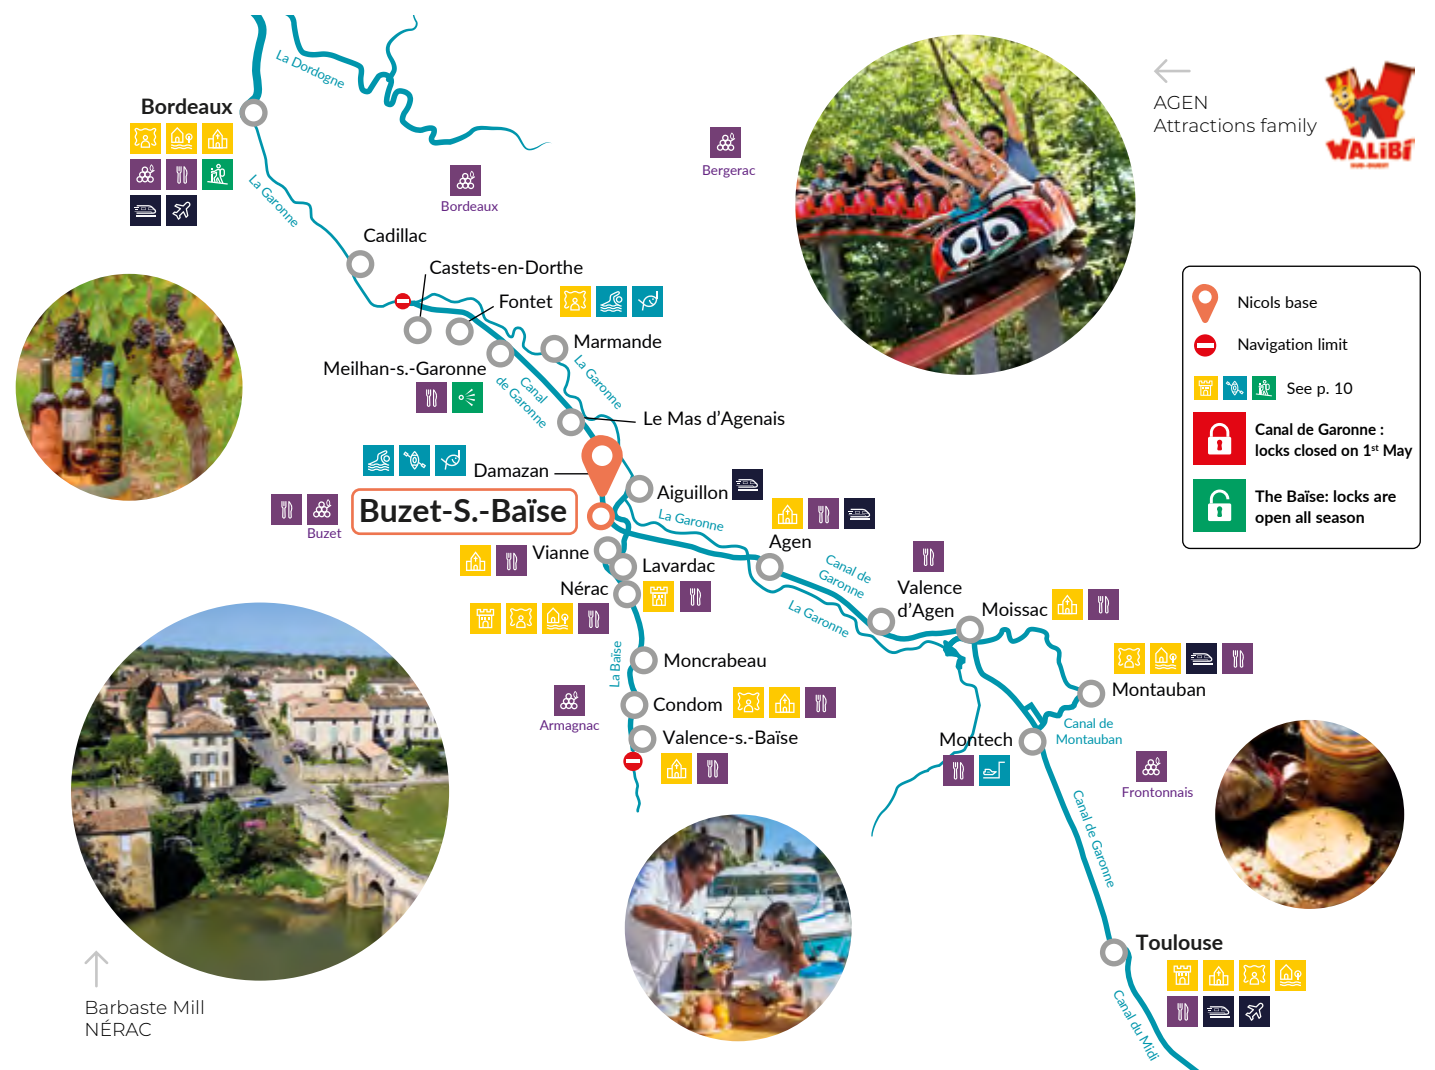 La Dordogne
Bordeaux
La Garonne
Bordeaux
Bergerac
AGEN
Attractions family
WALiBi
SUD-OUEST
Cadillac
Castets-en-Dorthe
Fontet
Marmande
Meilhan-s.-Garonne
Canal
de Garonne
La Garonne
Le Mas d'Agenais
Damazan
Aiguillon
Buzet-S.-Baïse
Buzet
La Garonne
Agen
Vianne
Lavardac
Nérac
Canal de
Garonne
La Garonne
Valence
d'Agen
Moissac
La Baïse
Moncrabeau
Condom
Armagnac
Valence-s.-Baïse
Montauban
Canal de
Montauban
Montech
Frontonnais
Canal de Garonne
Toulouse
Canal du Midi
Nicols base
Navigation limit
See p. 10
Canal de Garonne :
locks closed on 1st May
The Baïse: locks are
open all season
Barbaste Mill
NÉRAC